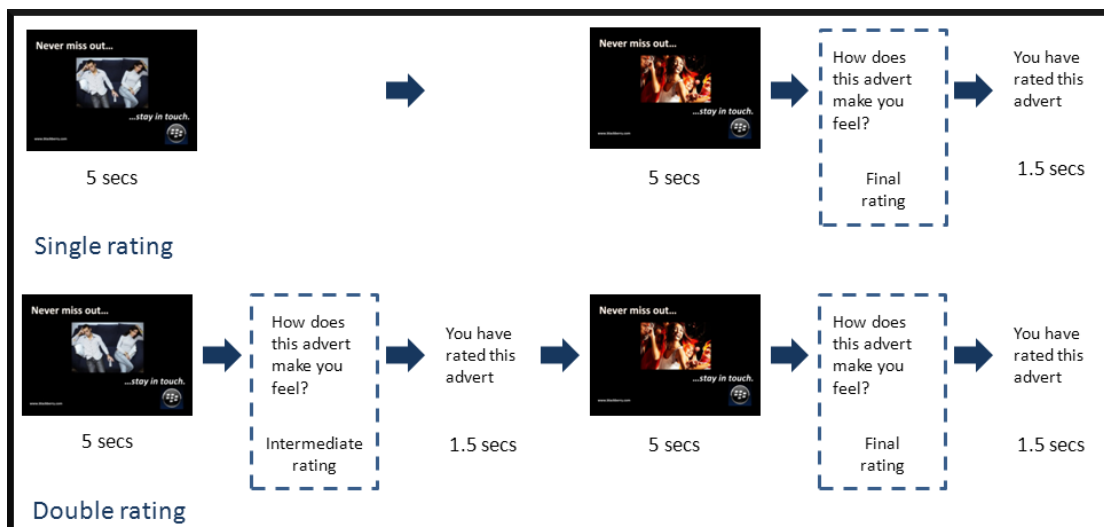 Never miss out...
...stay in touch.
5 secs
Never miss out...
...stay in touch.
5 secs
How does
this advert
make you
feel?
Final
rating
You have
rated this
advert
1.5 secs
Single rating
Never miss out...
...stay in touch.
5 secs
How does
this advert
make you
feel?
Intermediate
rating
You have
rated this
advert
1.5 secs
Never miss out...
...stay in touch.
5 secs
How does
this advert
make you
feel?
Final
rating
You have
rated this
advert
1.5 secs
Double rating